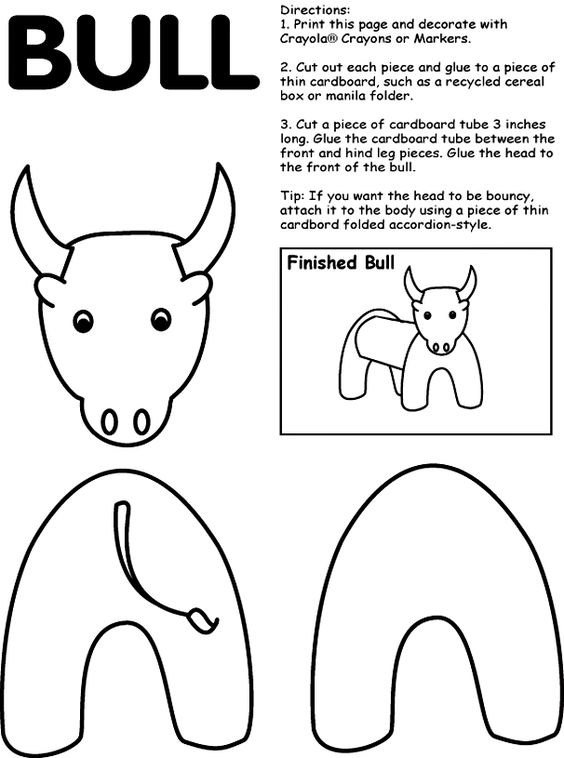 BULL
Directions:
1. Print this page and decorate with
Crayola® Crayons or Markers.
2. Cut out each piece and glue to a piece of
thin cardboard, such as a recycled cereal
box or manila folder.
3. Cut a piece of cardboard tube 3 inches
long. Glue the cardboard tube between the
front and hind leg pieces. Glue the head to
the front of the bull.
Tip: If you want the head to be bouncy,
attach it to the body using a piece of thin
cardbord folded accordion-style.
Finished Bull